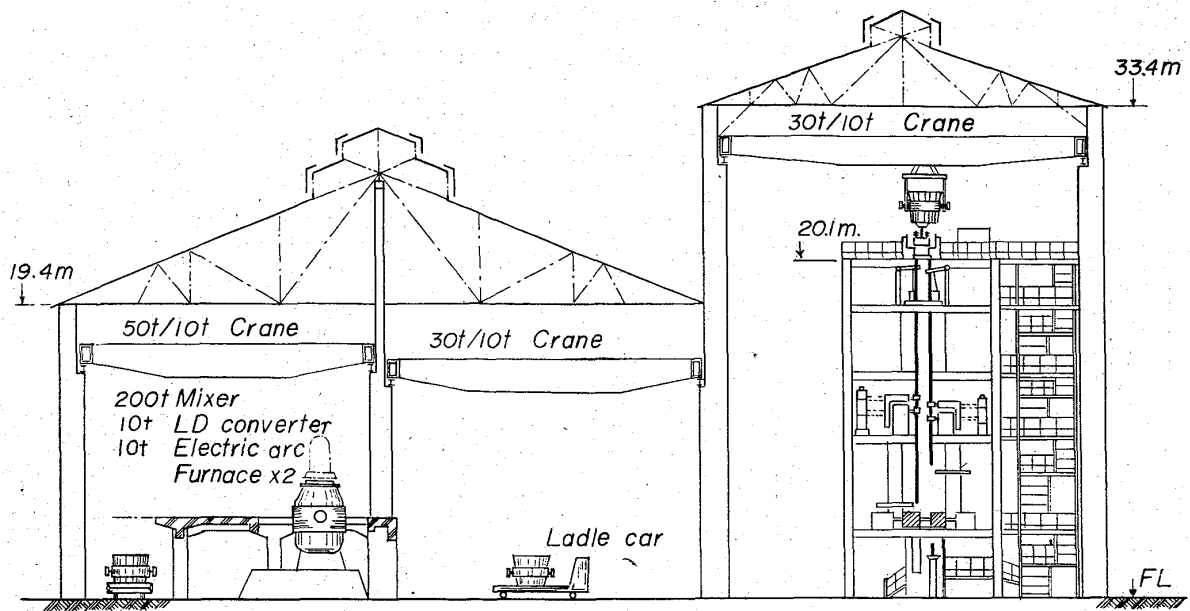 33.4m
30t/10t Crane
20.1m.
19.4m
50t/10t Crane
30t/10t Crane
200t Mixer
10t LD converter
10t Electric arc
Furnace x2
Ladle car
FL